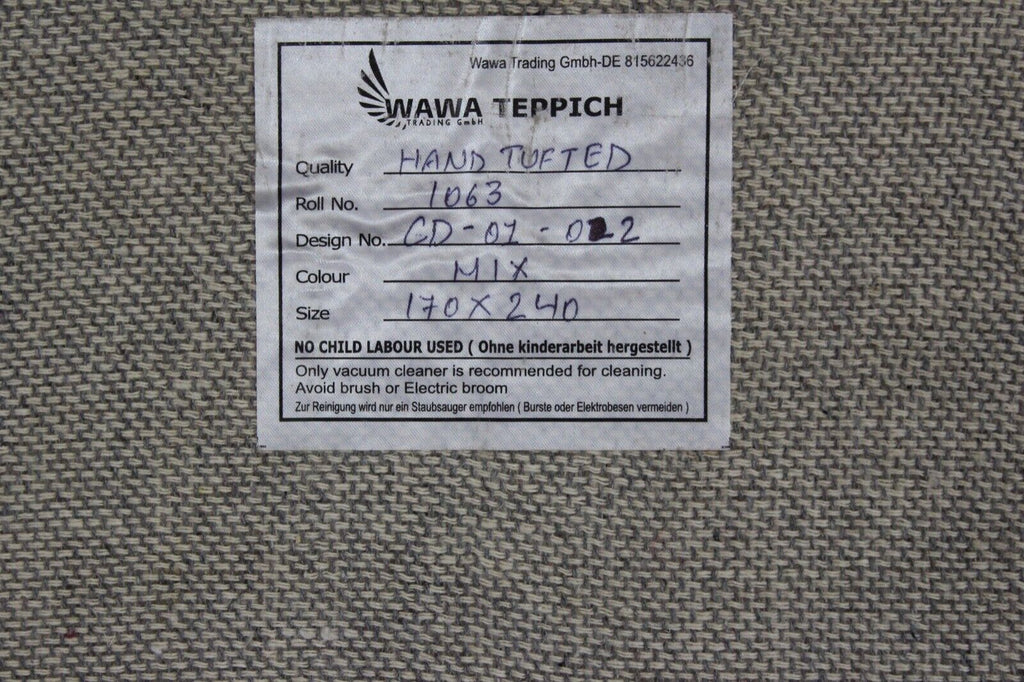 Wawa Trading Gmbh-DE 815622436
WAWA TEPPICH
TRADING GmbH
Quality HAND TUFTED
Roll No. 1063
Design No. CD-01-022
Colour MIX
Size 170 X 240
NO CHILD LABOUR USED ( Ohne kinderarbeit hergestellt )
Only vacuum cleaner is recommended for cleaning.
Avoid brush or Electric broom
Zur Reinigung wird nur ein Staubsauger empfohlen ( Burste oder Elektrobesen vermeiden )